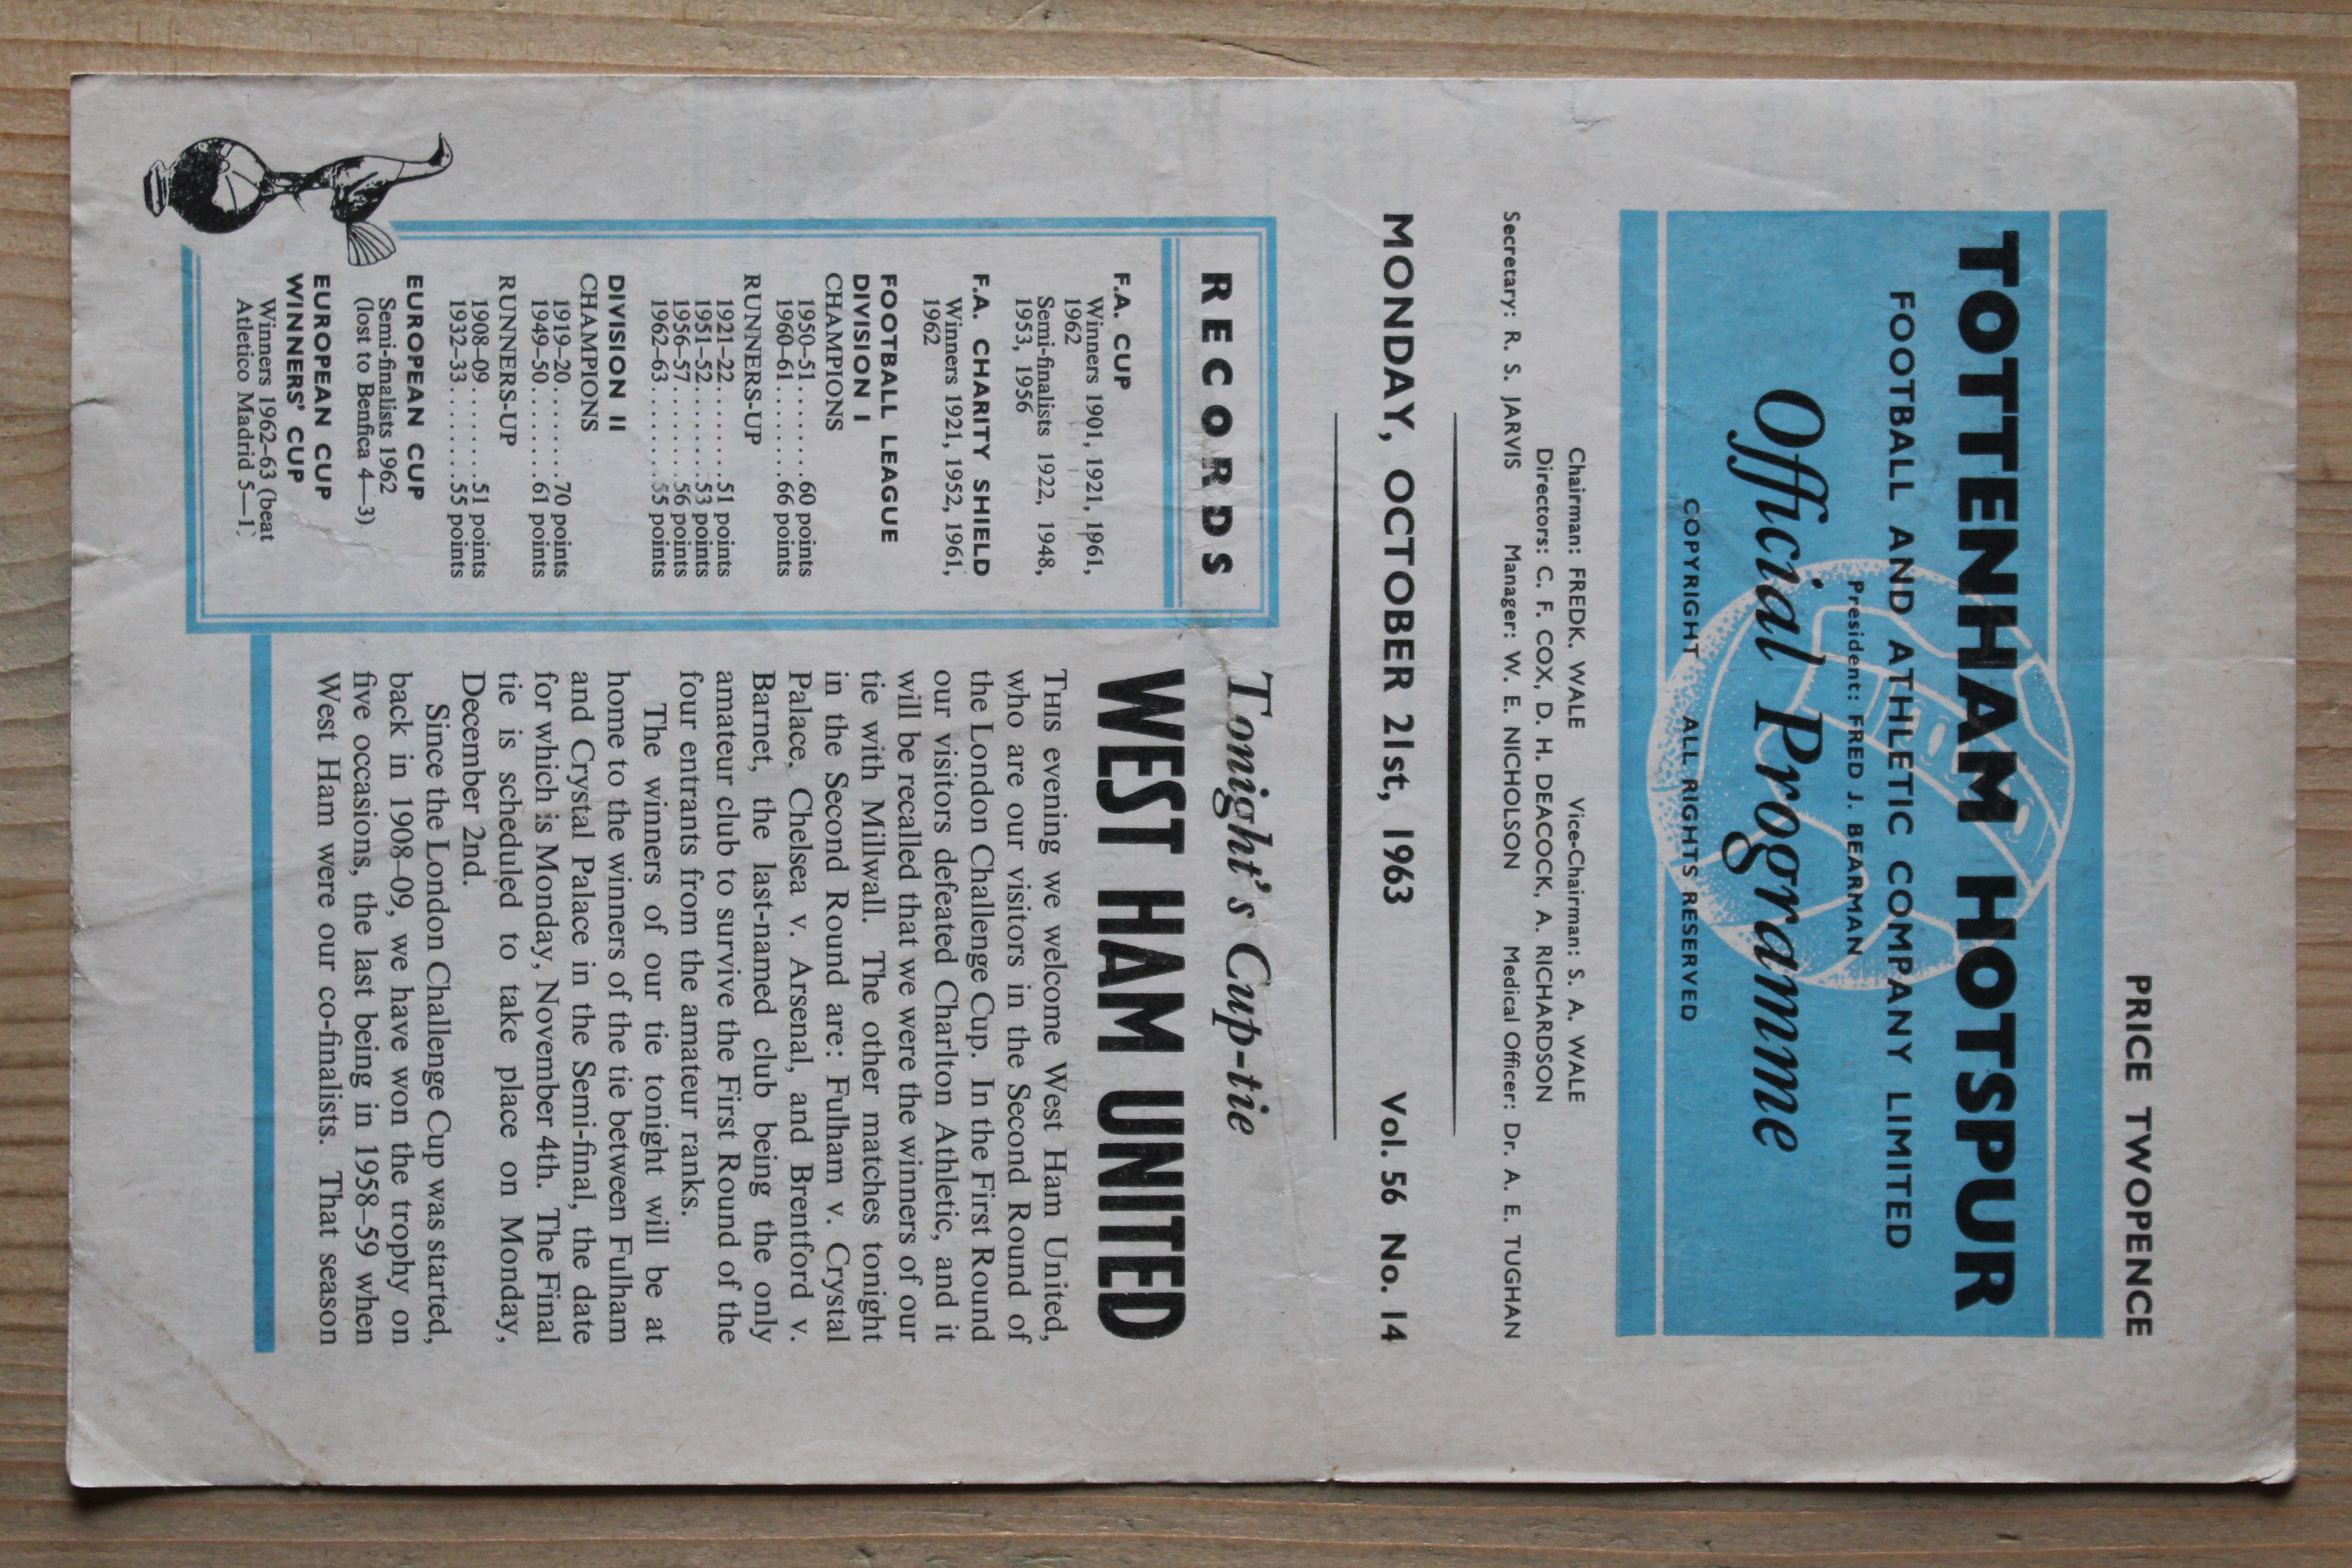 PRICE TWOPENCE
TOTTENHAM HOTSPUR
FOOTBALL AND ATHLETIC COMPANY LIMITED
President: FRED J. BEARMAN
Official Programme
COPYRIGHT ALL RIGHTS RESERVED
Chairman: FREDK. WALE Vice-Chairman: S. A. WALE
Directors: C. F. COX, D. H. DEACOCK, A. RICHARDSON
Secretary: R. S. JARVIS Manager: W. E. NICHOLSON Medical Officer: Dr. A. E. TUGHAN
MONDAY, OCTOBER 21st, 1963 Vol. 56 No. 14
RECORDS
F.A. CUP
Winners 1901, 1921, 1961,
1962
Semi-finalists 1922, 1948,
1953, 1956
F.A. CHARITY SHIELD
Winners 1921, 1952, 1961,
1962
FOOTBALL LEAGUE
DIVISION I
CHAMPIONS
1950–51........60 points
1960–61........66 points
RUNNERS-UP
1921–22........51 points
1951–52........53 points
1956–57........56 points
1962–63........55 points
DIVISION II
CHAMPIONS
1919–20........70 points
1949–50........61 points
RUNNERS-UP
1908–09........51 points
1932–33........55 points
EUROPEAN CUP
Semi-finalists 1962
(lost to Benfica 4—3)
EUROPEAN CUP
WINNERS' CUP
Winners 1962–63 (beat
Atletico Madrid 5—1)
Tonight's Cup-tie
WEST HAM UNITED
THIS evening we welcome West Ham United,
who are our visitors in the Second Round of
the London Challenge Cup. In the First Round
our visitors defeated Charlton Athletic, and it
will be recalled that we were the winners of our
tie with Millwall. The other matches tonight
in the Second Round are: Fulham v. Crystal
Palace, Chelsea v. Arsenal, and Brentford v.
Barnet, the last-named club being the only
amateur club to survive the First Round of the
four entrants from the amateur ranks.
The winners of our tie tonight will be at
home to the winners of the tie between Fulham
and Crystal Palace in the Semi-final, the date
for which is Monday, November 4th. The Final
tie is scheduled to take place on Monday,
December 2nd.
Since the London Challenge Cup was started,
back in 1908–09, we have won the trophy on
five occasions, the last being in 1958–59 when
West Ham were our co-finalists. That season